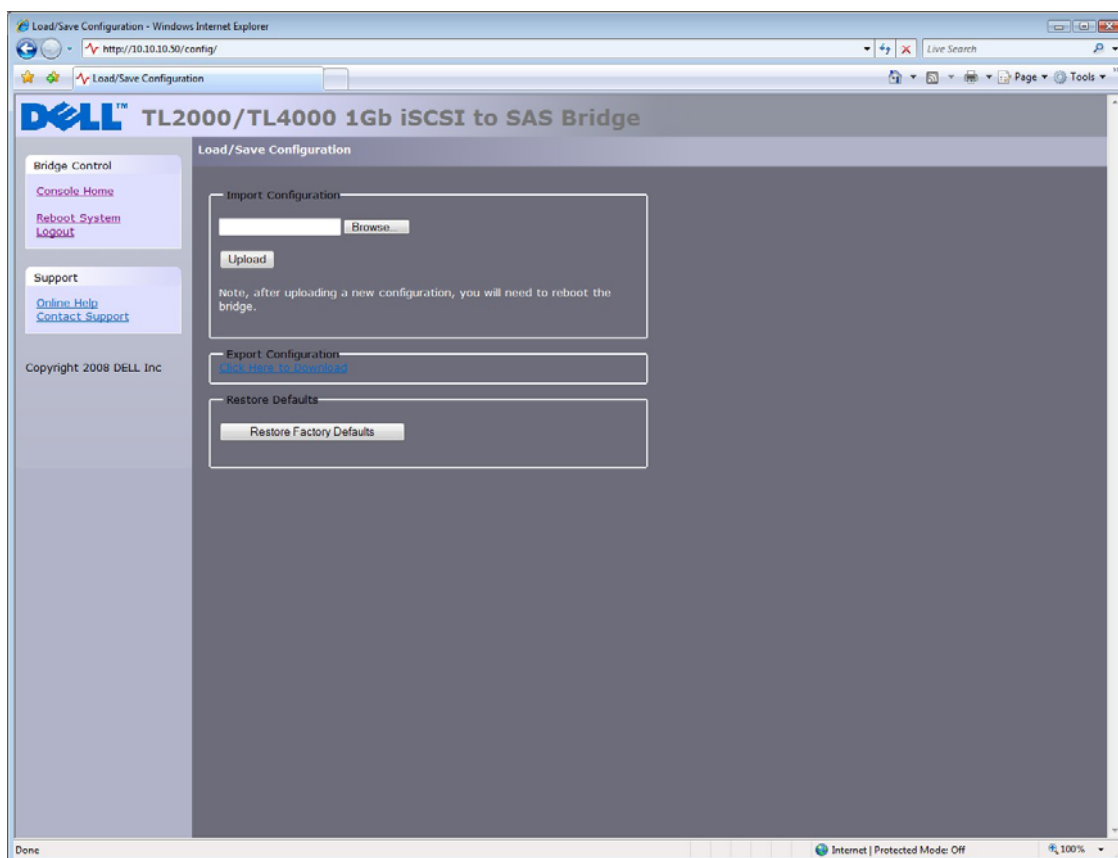 Load/Save Configuration - Windows Internet Explorer
http://10.10.10.50/config/
Live Search
Load/Save Configuration
Page
Tools
DELL™ TL2000/TL4000 1Gb iSCSI to SAS Bridge
Load/Save Configuration
Bridge Control
Console Home
Reboot System
Logout
Support
Online Help
Contact Support
Copyright 2008 DELL Inc
Import Configuration
Browse...
Upload
Note, after uploading a new configuration, you will need to reboot the
bridge.
Export Configuration
Click Here to Download
Restore Defaults
Restore Factory Defaults
Done
Internet | Protected Mode: Off
100%